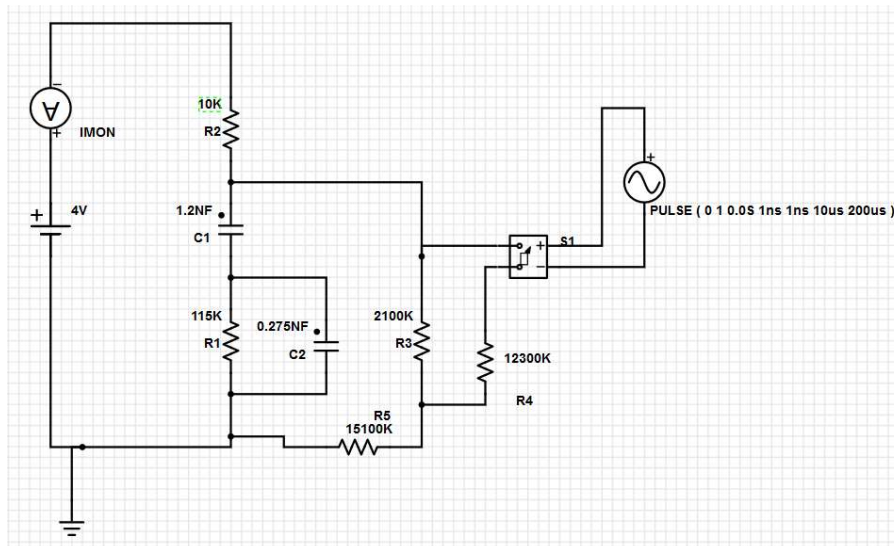 10K
R2
IMON
4V
1.2NF
C1
115K
R1
0.275NF
C2
2100K
R3
S1
PULSE ( 0 1 0.0S 1ns 1ns 10us 200us )
12300K
R4
R5
15100K